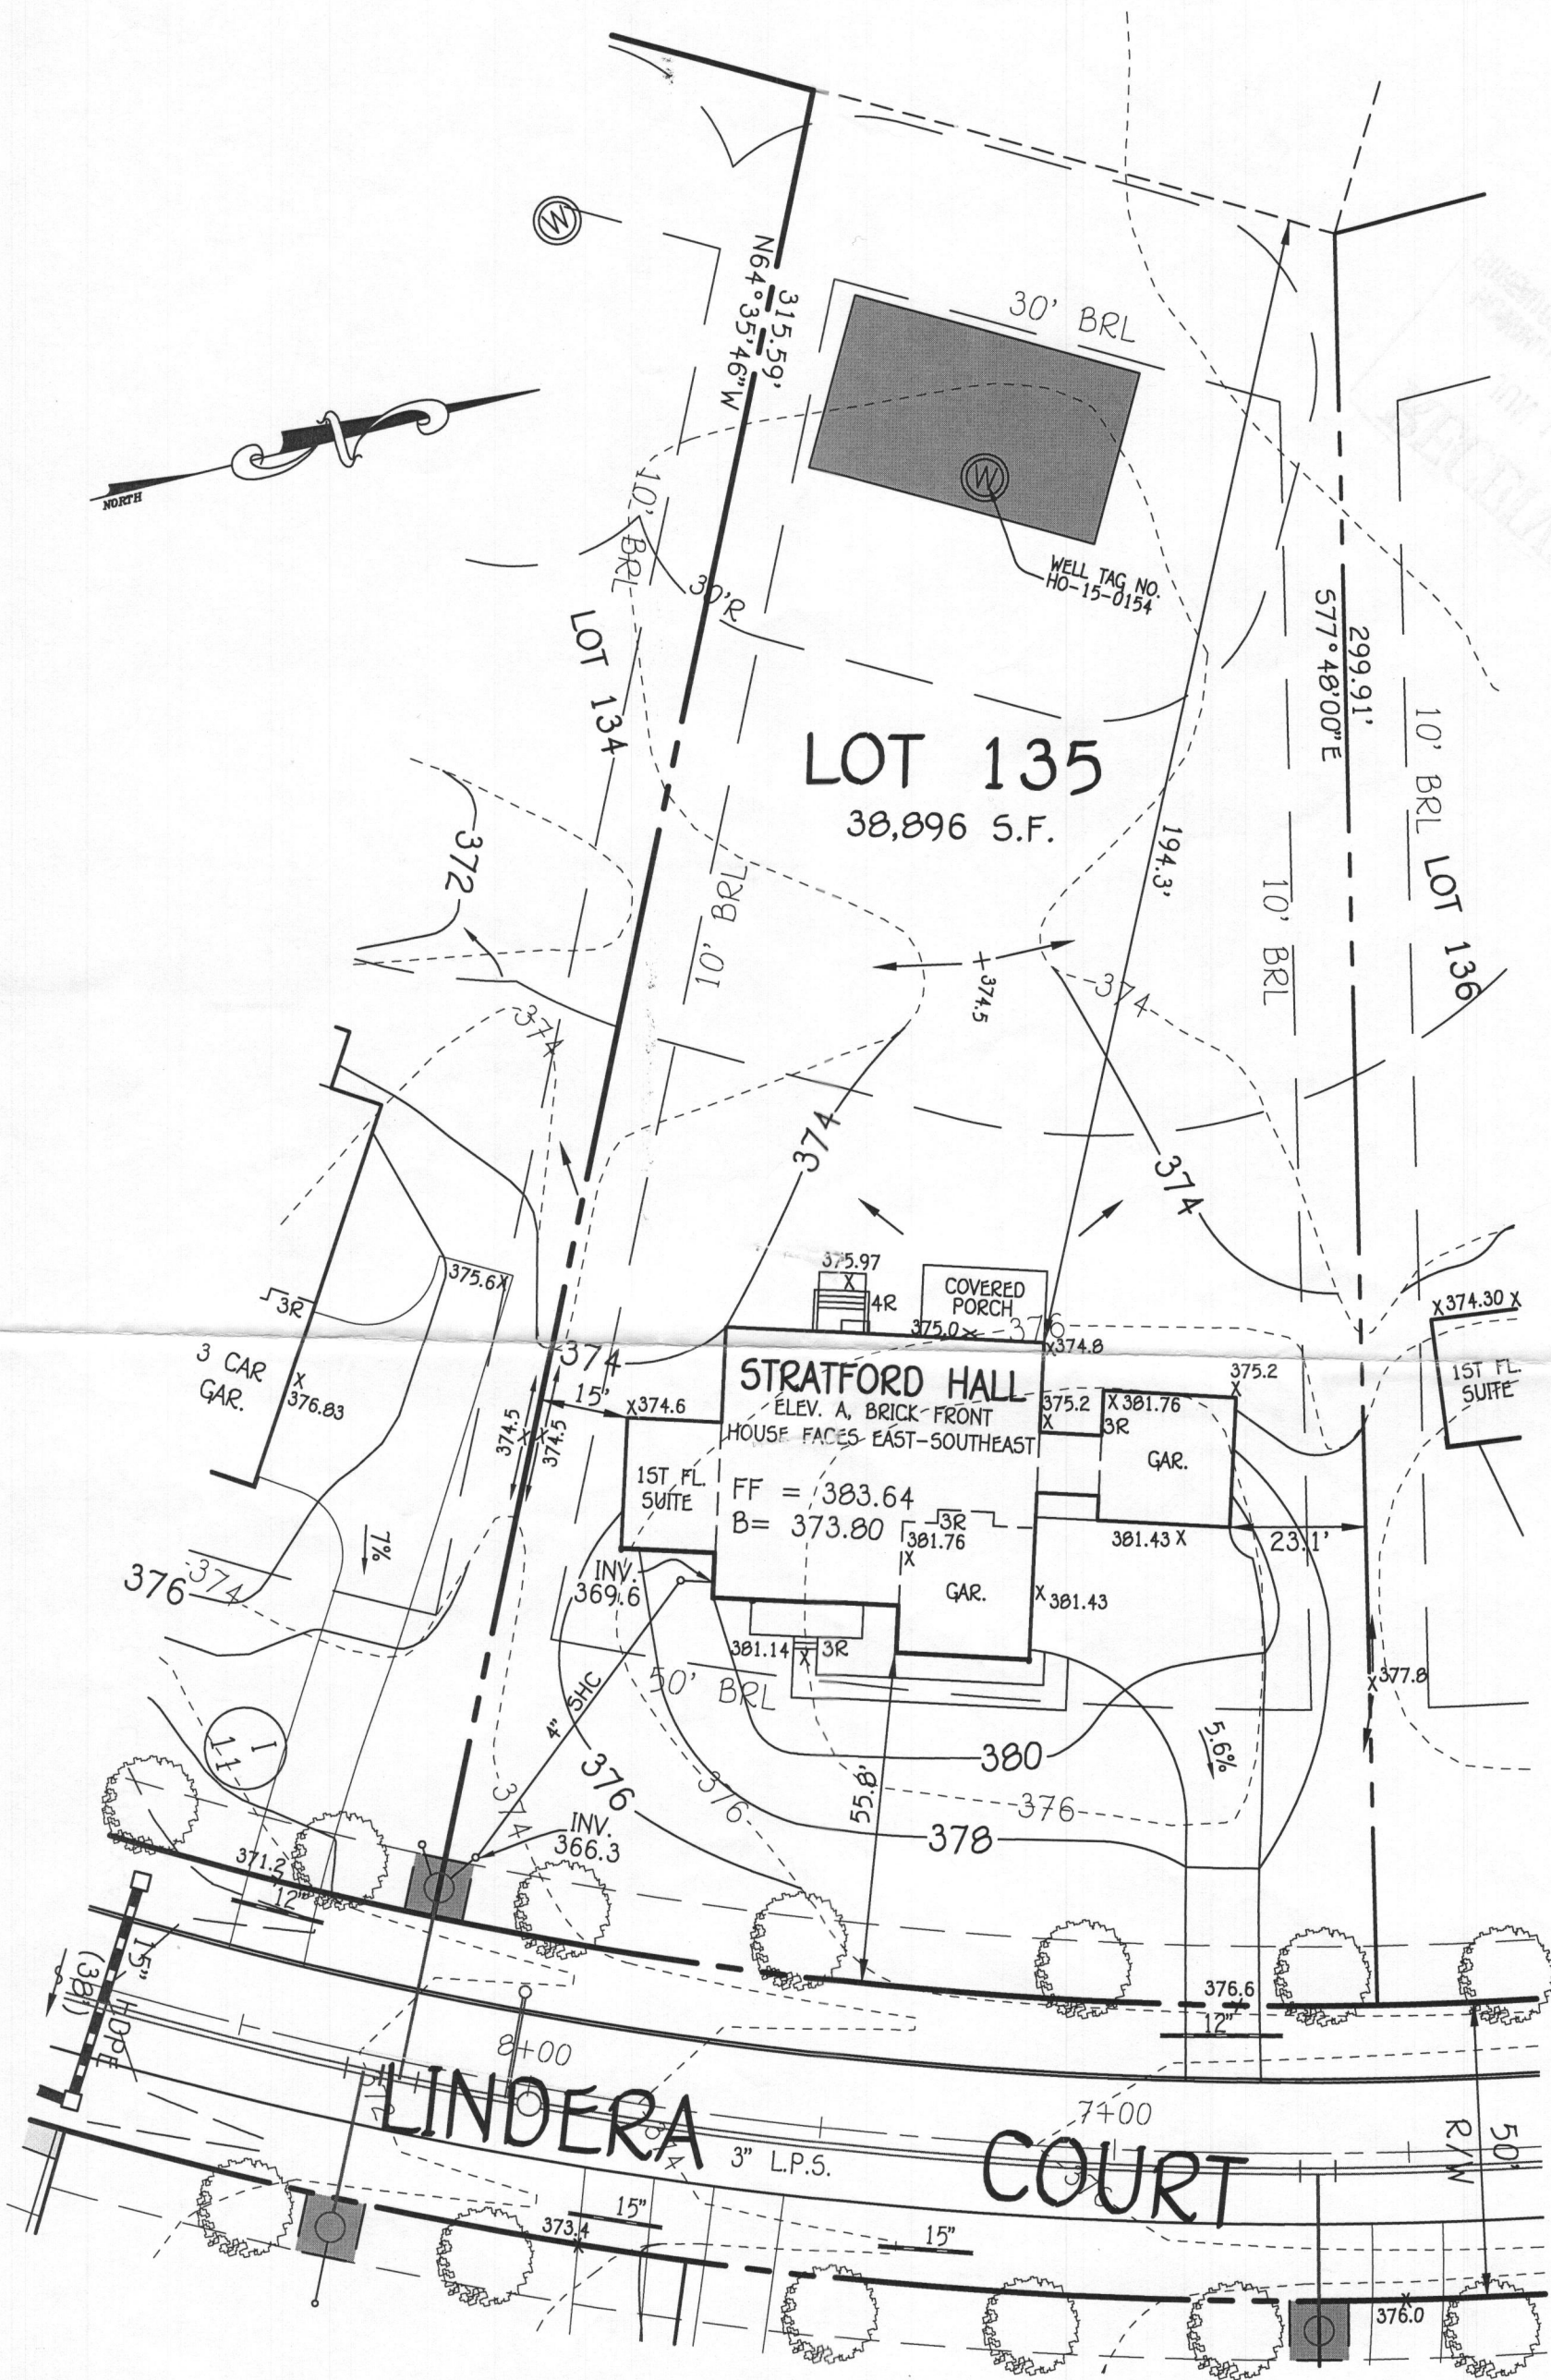 W
N64°35'46"W
315.59'
30' BRL
NORTH
W
WELL TAG NO.
HO-15-0154
10' BRL
30'R
LOT 134
577°48'00"E
299.91'
10' BRL
LOT 135
38,896 S.F.
194.3'
372
10' BRL
10' BRL
LOT 136
+374.5
374
374
374
374
375.97
4R
COVERED
PORCH
375.0
376
375.6
3R
374.30
3 CAR
GAR.
376.83
374
15'
374.6
STRATFORD HALL
ELEV. A, BRICK FRONT
HOUSE FACES EAST-SOUTHEAST
374.8
375.2
381.76
3R
375.2
GAR.
1ST FL.
SUITE
374.5
374.5
1ST FL.
SUITE
FF = 383.64
B= 373.80
3R
381.76
381.43
23.1'
7%
376
374
INV.
369.6
GAR.
381.43
381.14
3R
50' BRL
377.8
4" SHC
380
5.6%
I
11
376
376
376
55.8'
374
378
INV.
366.3
371.2
12"
376.6
12"
15"
HDPE
(381)
8+00
372
LINDERA COURT
374
7+00
376
3" L.P.S.
50'
R/W
15"
373.4
15"
376.0